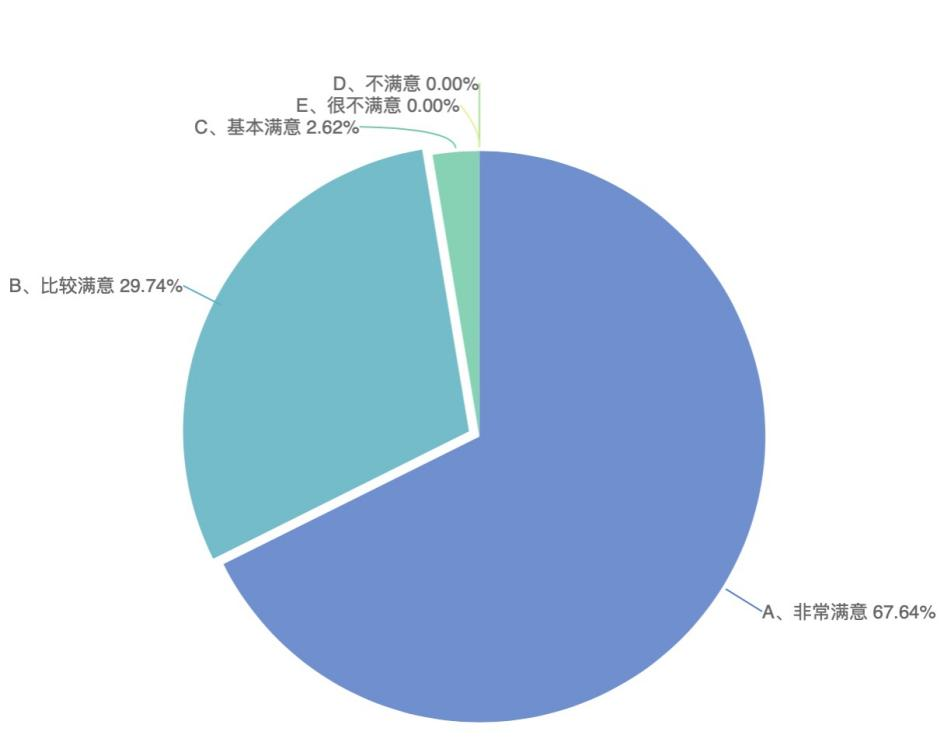 D、不满意 0.00%
E、很不满意 0.00%
C、基本满意 2.62%
B、比较满意 29.74%
A、非常满意 67.64%